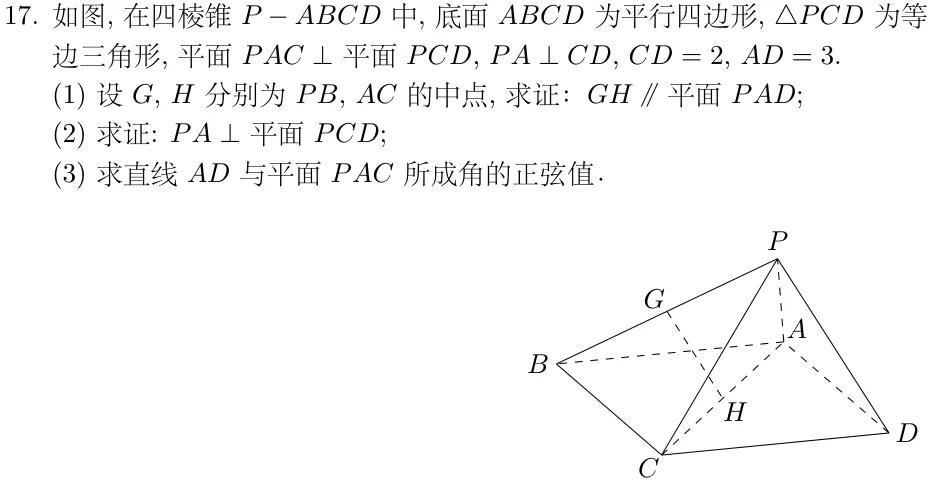 17. 如图, 在四棱锥 P − ABCD 中, 底面 ABCD 为平行四边形, △PCD 为等
边三角形, 平面 PAC ⊥ 平面 PCD, PA ⊥ CD, CD = 2, AD = 3.
(1) 设 G, H 分别为 PB, AC 的中点, 求证: GH ∥ 平面 PAD;
(2) 求证: PA ⊥ 平面 PCD;
(3) 求直线 AD 与平面 PAC 所成角的正弦值.
P
G
A
B
H
D
C